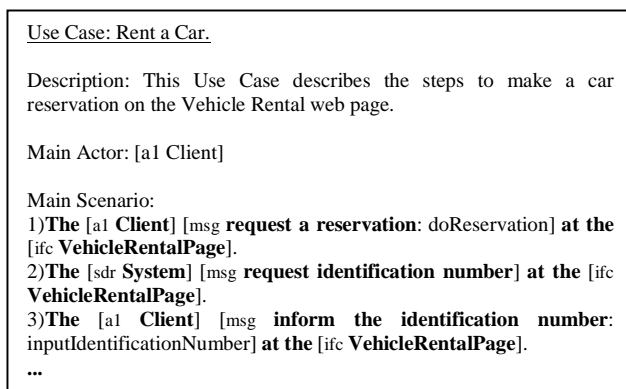 Use Case: Rent a Car.
Description: This Use Case describes the steps to make a car
reservation on the Vehicle Rental web page.
Main Actor: [a1 Client]
Main Scenario:
1)The [a1 Client] [msg request a reservation: doReservation] at the
[ifc VehicleRentalPage].
2)The [sdr System] [msg request identification number] at the [ifc
VehicleRentalPage].
3)The [a1 Client] [msg inform the identification number:
inputIdentificationNumber] at the [ifc VehicleRentalPage].
...